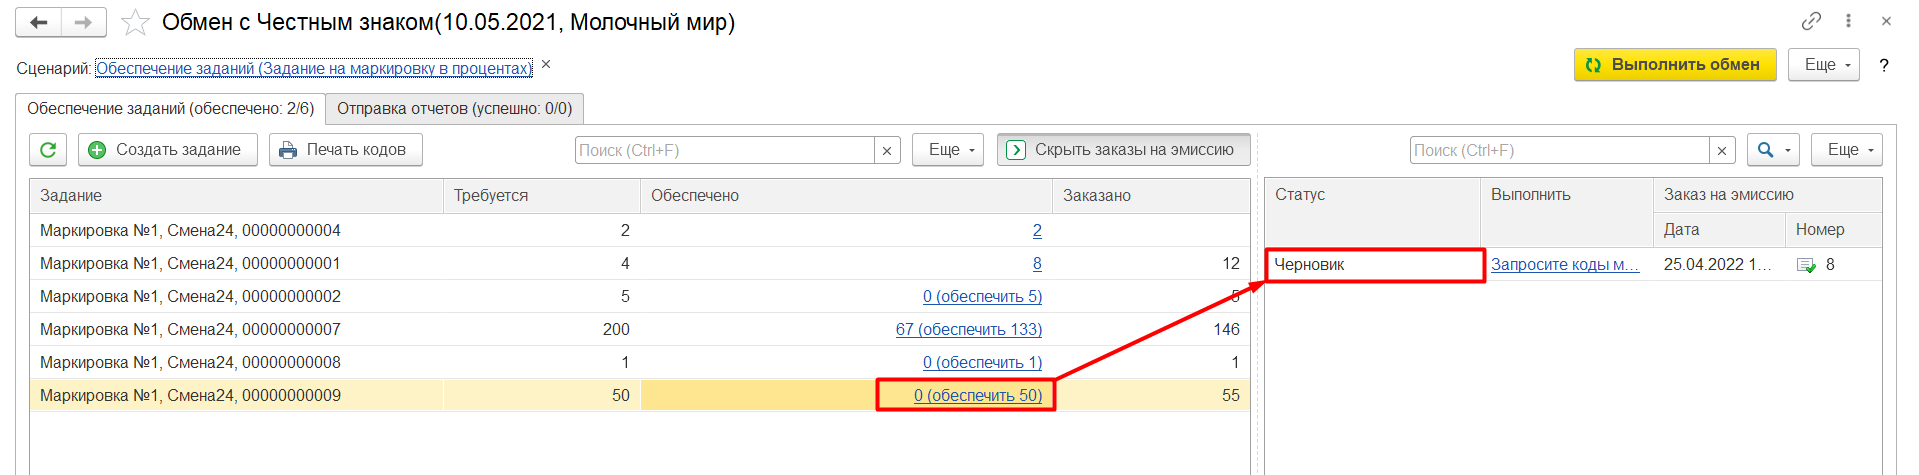 Обмен с Честным знаком(10.05.2021, Молочный мир)
Сценарий: Обеспечение заданий (Задание на маркировку в процентах) ×
Выполнить обмен Еще ?
Обеспечение заданий (обеспечено: 2/6) Отправка отчетов (успешно: 0/0)
Создать задание Печать кодов Поиск (Ctrl+F) × Еще Скрыть заказы на эмиссию Поиск (Ctrl+F) × Еще
Задание Требуется Обеспечено Заказано Статус Выполнить Заказ на эмиссию
Дата Номер
Маркировка №1, Смена24, 00000000004 2 2
Маркировка №1, Смена24, 00000000001 4 8 12 Черновик Запросите коды м... 25.04.2022 1... 8
Маркировка №1, Смена24, 00000000002 5 0 (обеспечить 5) 5
Маркировка №1, Смена24, 00000000007 200 67 (обеспечить 133) 146
Маркировка №1, Смена24, 00000000008 1 0 (обеспечить 1) 1
Маркировка №1, Смена24, 00000000009 50 0 (обеспечить 50) 55